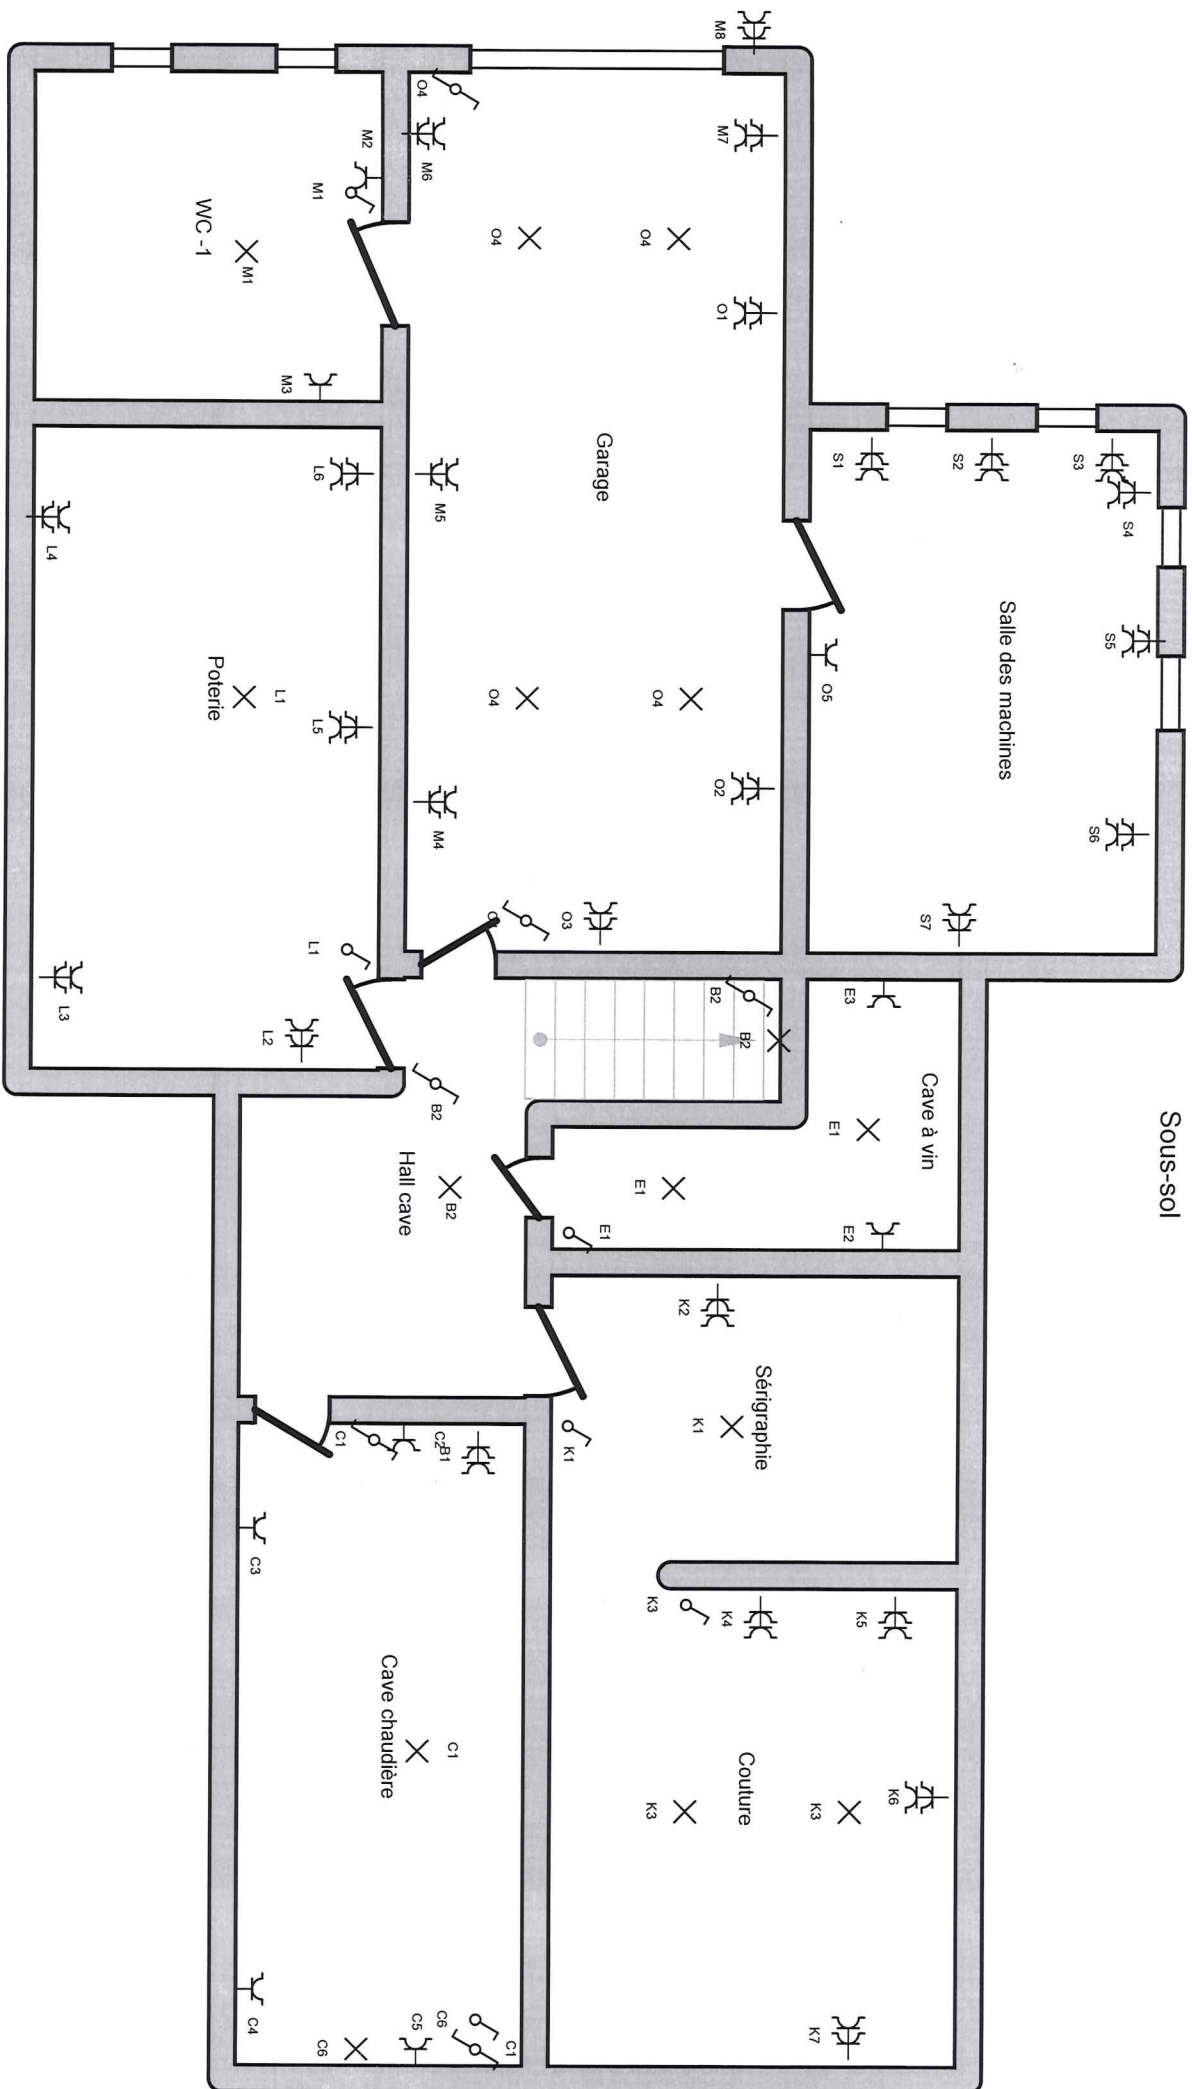 Sous-sol
S4
S5
S6
S3
Salle des machines
S2
S7
Cave à vin
K6
K5
E3
E2
S1
E1
O5
K3
K7
Sérigraphie
Couture
B2
K4
M7
O1
M8
O2
B2
K1
K2
O4
O4
K3
K3
E1
Garage
E1
O3
K1
C1
O4
O4
C1
B2
B1
C6
M5
M4
C2
B2
M6
O4
C5
Hall cave
Cave chaudière
M2
C1
C6
M1
L6
L5
L1
M3
L1
L2
C3
C4
M1
Poterie
WC -1
L3
L4